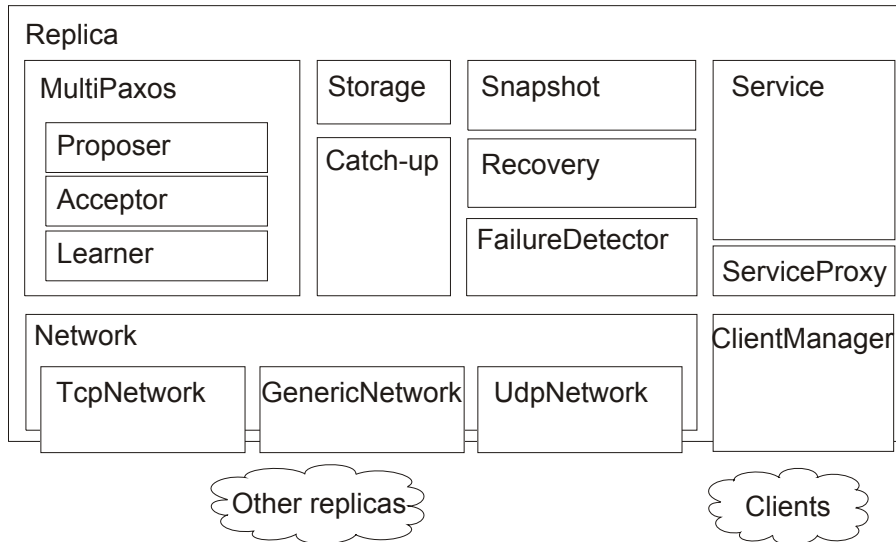 Replica
MultiPaxos
Proposer
Acceptor
Learner
Storage
Catch-up
Snapshot
Recovery
FailureDetector
Service
ServiceProxy
Network
TcpNetwork
GenericNetwork
UdpNetwork
ClientManager
Other replicas
Clients